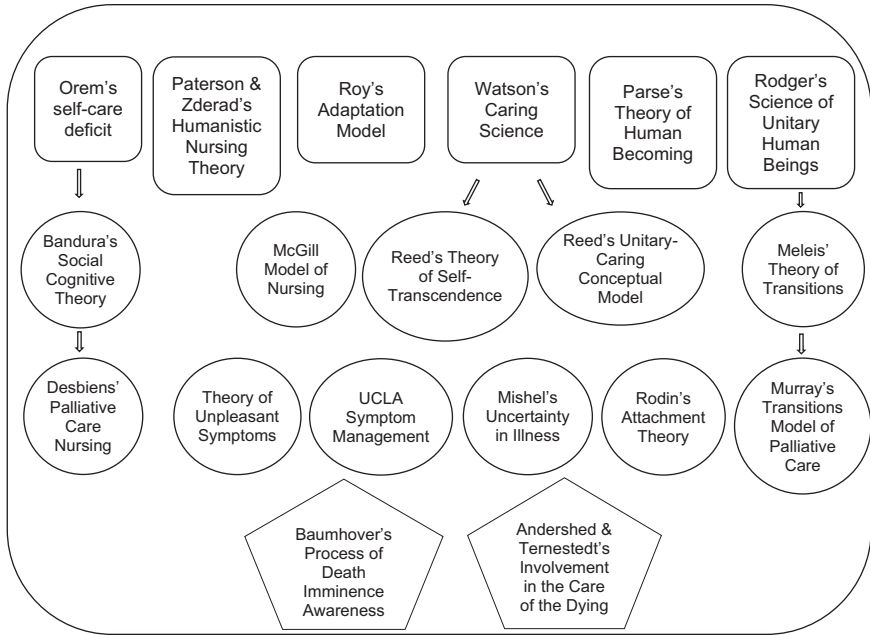 Orem's
self-care
deficit
Paterson &
Zderad's
Humanistic
Nursing
Theory
Roy's
Adaptation
Model
Watson's
Caring
Science
Parse's
Theory of
Human
Becoming
Rodger's
Science of
Unitary
Human
Beings
Bandura's
Social
Cognitive
Theory
McGill
Model of
Nursing
Reed's Theory
of Self-
Transcendence
Reed's Unitary-
Caring
Conceptual
Model
Meleis'
Theory of
Transitions
Desbiens'
Palliative
Care
Nursing
Theory of
Unpleasant
Symptoms
UCLA
Symptom
Management
Mishel's
Uncertainty
in Illness
Rodin's
Attachment
Theory
Murray's
Transitions
Model of
Palliative
Care
Baumhover's
Process of
Death
Imminence
Awareness
Andershed &
Ternestedt's
Involvement
in the Care
of the Dying